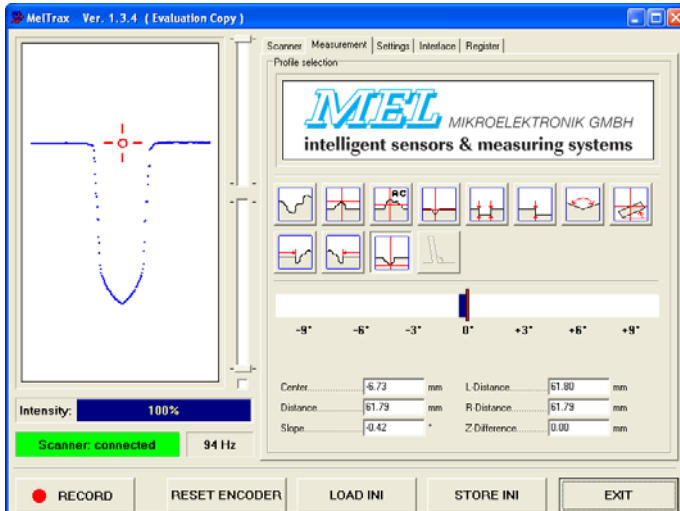 MelTrax Ver. 1.3.4 ( Evaluation Copy )
Scanner Measurement Settings Interface Register
Profile selection
MEL MIKROELEKTRONIK GMBH
intelligent sensors & measuring systems
AC
-9° -6° -3° 0° +3° +6° +9°
Center -6.73 mm L-Distance 61.80 mm
Distance 61.79 mm R-Distance 61.79 mm
Slope -0.42 ° Z-Difference 0.00 mm
Intensity: 100%
Scanner: connected 94 Hz
RECORD RESET ENCODER LOAD INI STORE INI EXIT